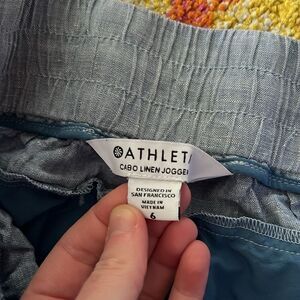 ATHLETA
CABO LINEN JOGGER
DESIGNED IN
SAN FRANCISCO
MADE IN
VIETNAM
6